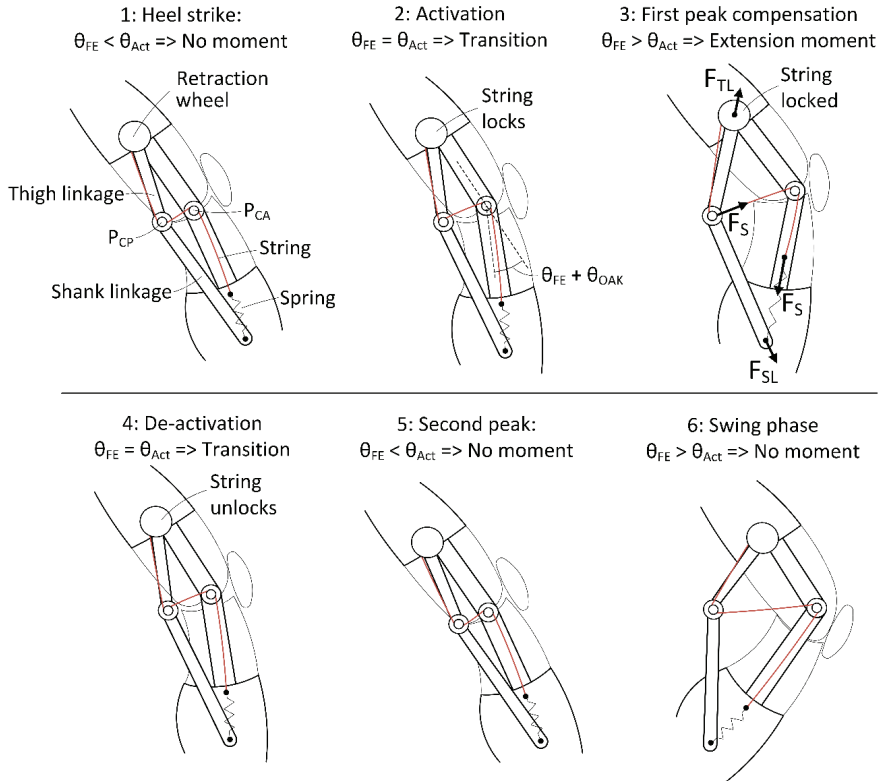 1: Heel strike:
θFE < θAct => No moment
2: Activation
θFE = θAct => Transition
3: First peak compensation
θFE > θAct => Extension moment
Retraction
wheel
Thigh linkage
PCA
PCP
String
Shank linkage
Spring
String
locks
θFE + θOAK
FTL
String
locked
FS
FS
FSL
4: De-activation
θFE = θAct => Transition
5: Second peak:
θFE < θAct => No moment
6: Swing phase
θFE > θAct => No moment
String
unlocks